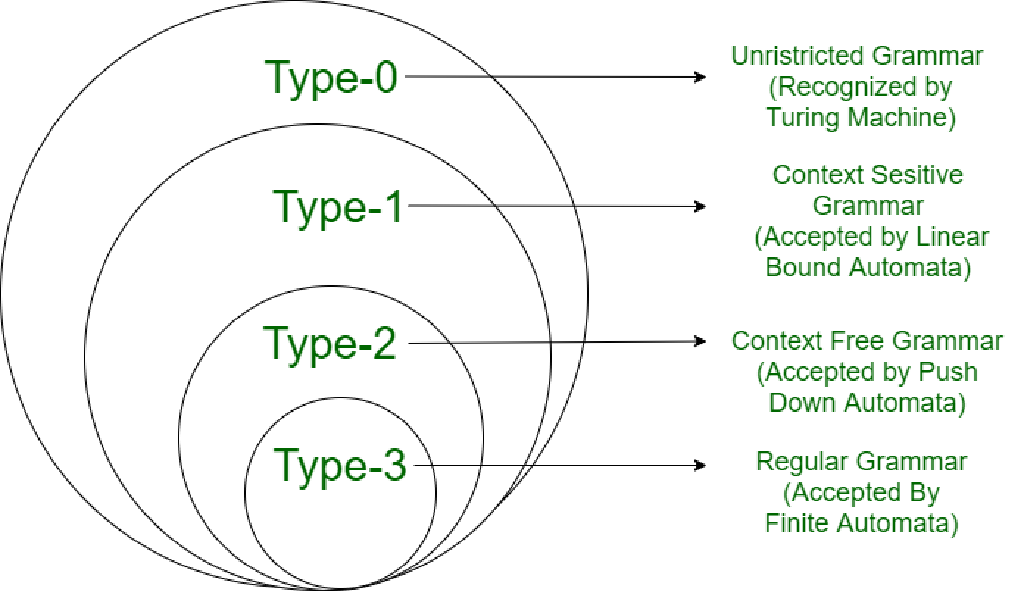 Type-0
Unristricted Grammar
(Recognized by
Turing Machine)
Type-1
Context Sesitive
Grammar
(Accepted by Linear
Bound Automata)
Type-2
Context Free Grammar
(Accepted by Push
Down Automata)
Type-3
Regular Grammar
(Accepted By
Finite Automata)